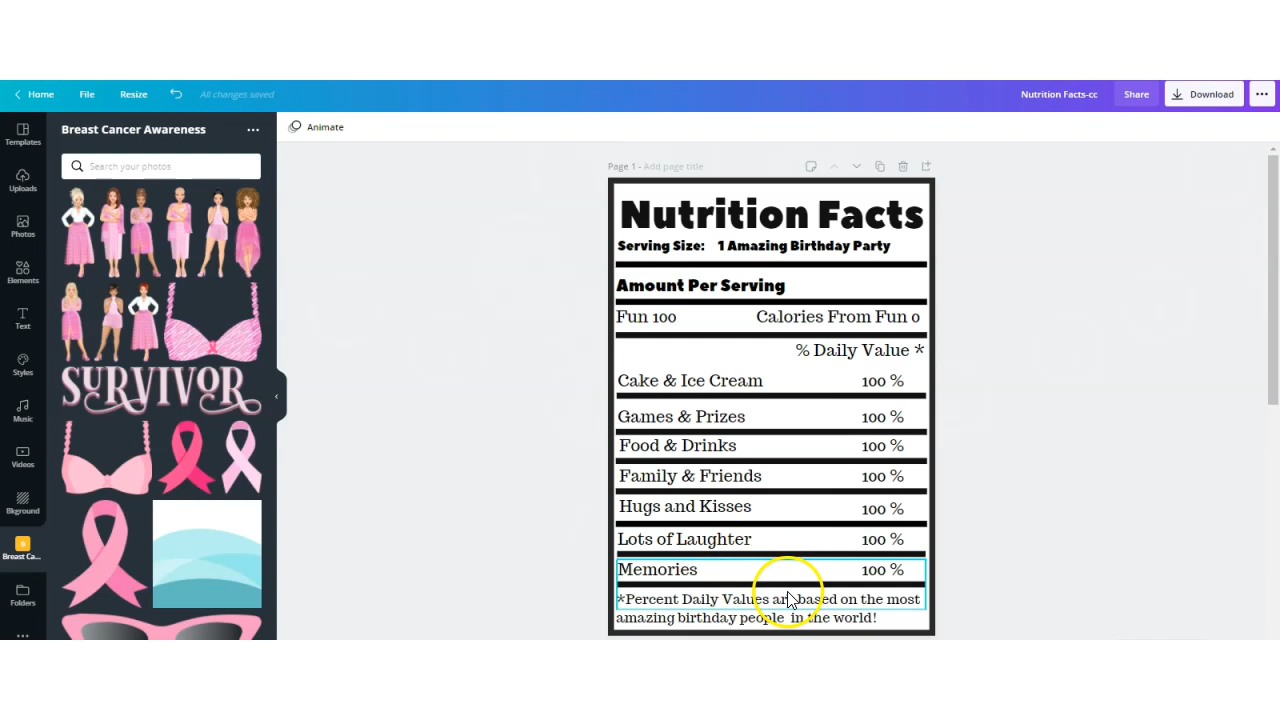 Home File Resize All changes saved Nutrition Facts-cc Share Download
Templates
Uploads
Photos
Elements
Text
Styles
Music
Videos
Bkground
Breast Ca...
Folders
Breast Cancer Awareness
Search your photos
SURVIVOR
Animate
Page 1 - Add page title
Nutrition Facts
Serving Size: 1 Amazing Birthday Party
Amount Per Serving
Fun 100 Calories From Fun 0
% Daily Value *
Cake & Ice Cream 100 %
Games & Prizes 100 %
Food & Drinks 100 %
Family & Friends 100 %
Hugs and Kisses 100 %
Lots of Laughter 100 %
Memories 100 %
*Percent Daily Values are based on the most
amazing birthday people in the world!